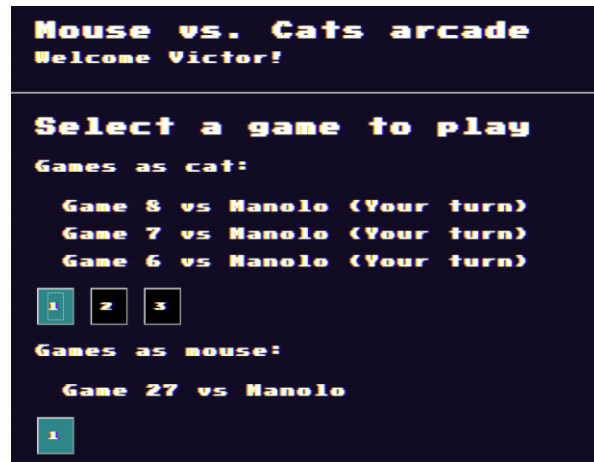 Mouse vs. Cats arcade
Welcome Victor!
Select a game to play
Games as cat:
Game 8 vs Manolo (Your turn)
Game 7 vs Manolo (Your turn)
Game 6 vs Manolo (Your turn)
1 2 3
Games as mouse:
Game 27 vs Manolo
1